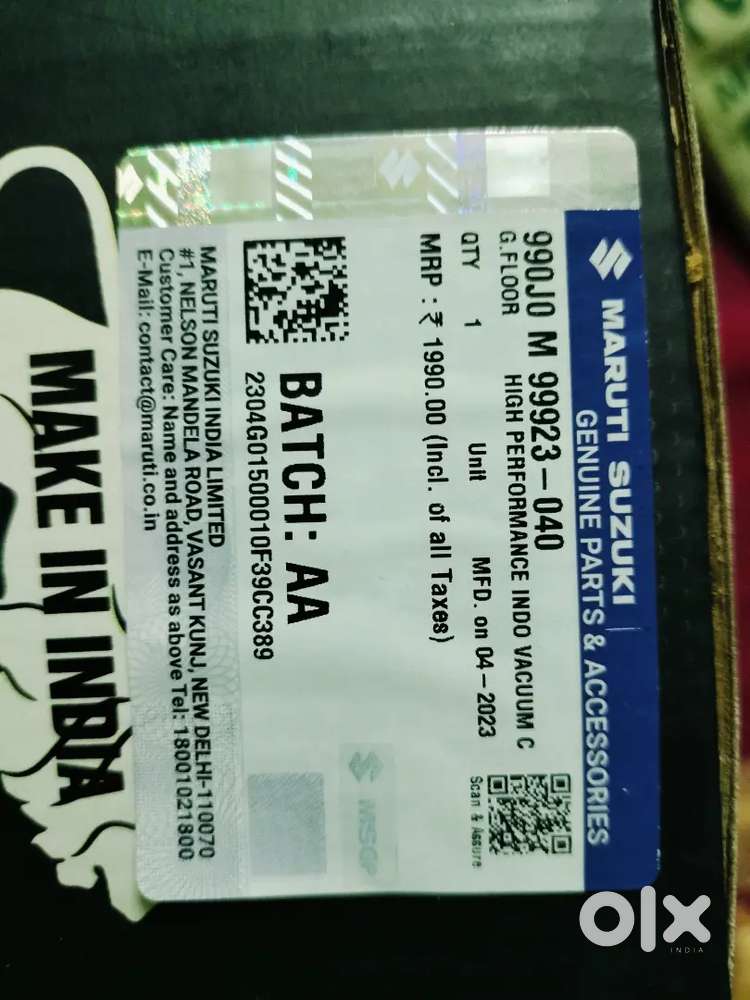 MARUTI SUZUKI
GENUINE PARTS & ACCESSORIES
990J0 M 99923-040
G.FLOOR HIGH PERFORMANCE INDO VACUUM C
QTY 1 Unit MFD. on 04-2023
Scan & Assure
MRP : ₹ 1990.00 (Incl. of all Taxes)
MSGP
BATCH: AA
2304G01500010F39CC389
MARUTI SUZUKI INDIA LIMITED
#1, NELSON MANDELA ROAD, VASANT KUNJ, NEW DELHI-110070
Customer Care: Name and address as above Tel: 18001021800
E-Mail: contact@maruti.co.in
MAKE IN INDIA
olx
INDIA